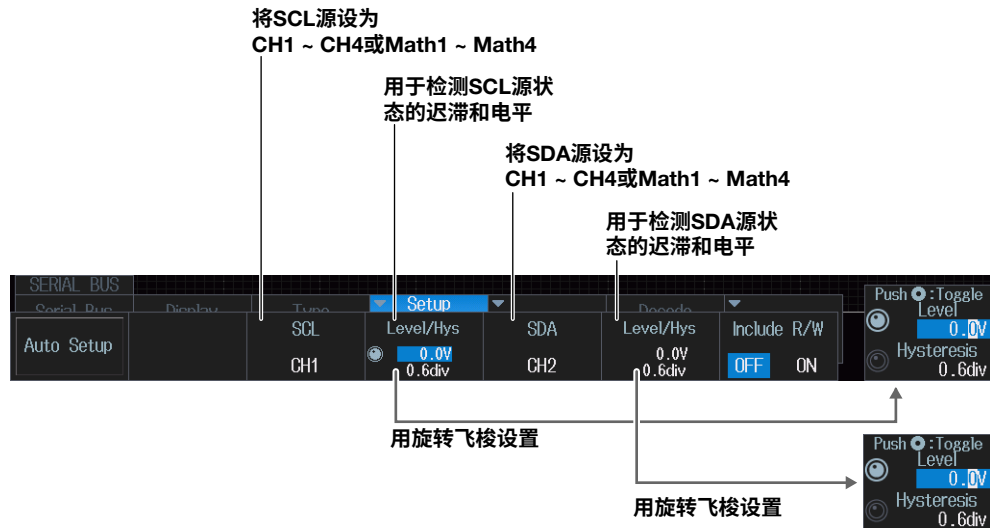 将SCL源设为
CH1 ~ CH4或Math1 ~ Math4
用于检测SCL源状
态的迟滞和电平
将SDA源设为
CH1 ~ CH4或Math1 ~ Math4
用于检测SDA源状
态的迟滞和电平
SERIAL BUS
Serial Bus Display Type Setup Decode
Auto Setup
SCL
CH1
Level/Hys
0.0V
0.6div
SDA
CH2
Level/Hys
0.0V
0.6div
Include R/W
OFF ON
Push :Toggle
Level
0.0V
Hysteresis
0.6div
用旋转飞梭设置
Push :Toggle
Level
0.0V
Hysteresis
0.6div
用旋转飞梭设置